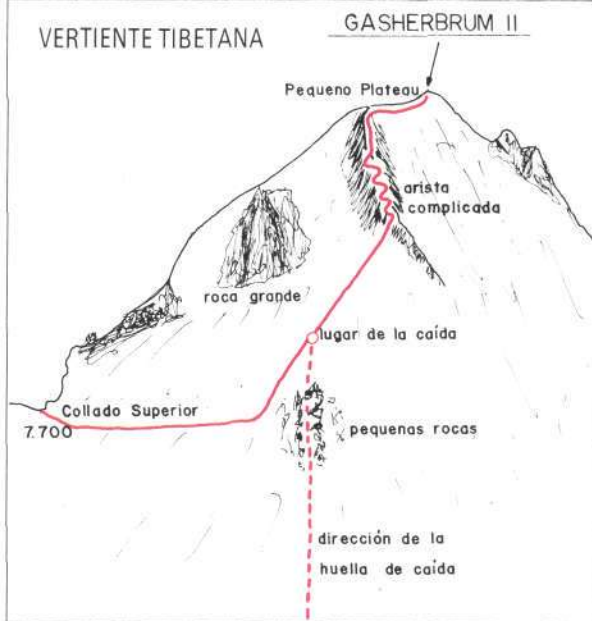 VERTIENTE TIBETANA
GASHERBRUM II
Pequeno Plateau
arista
complicada
roca grande
lugar de la caída
Collado Superior
7.700
pequenas rocas
dirección de la
huella de caída